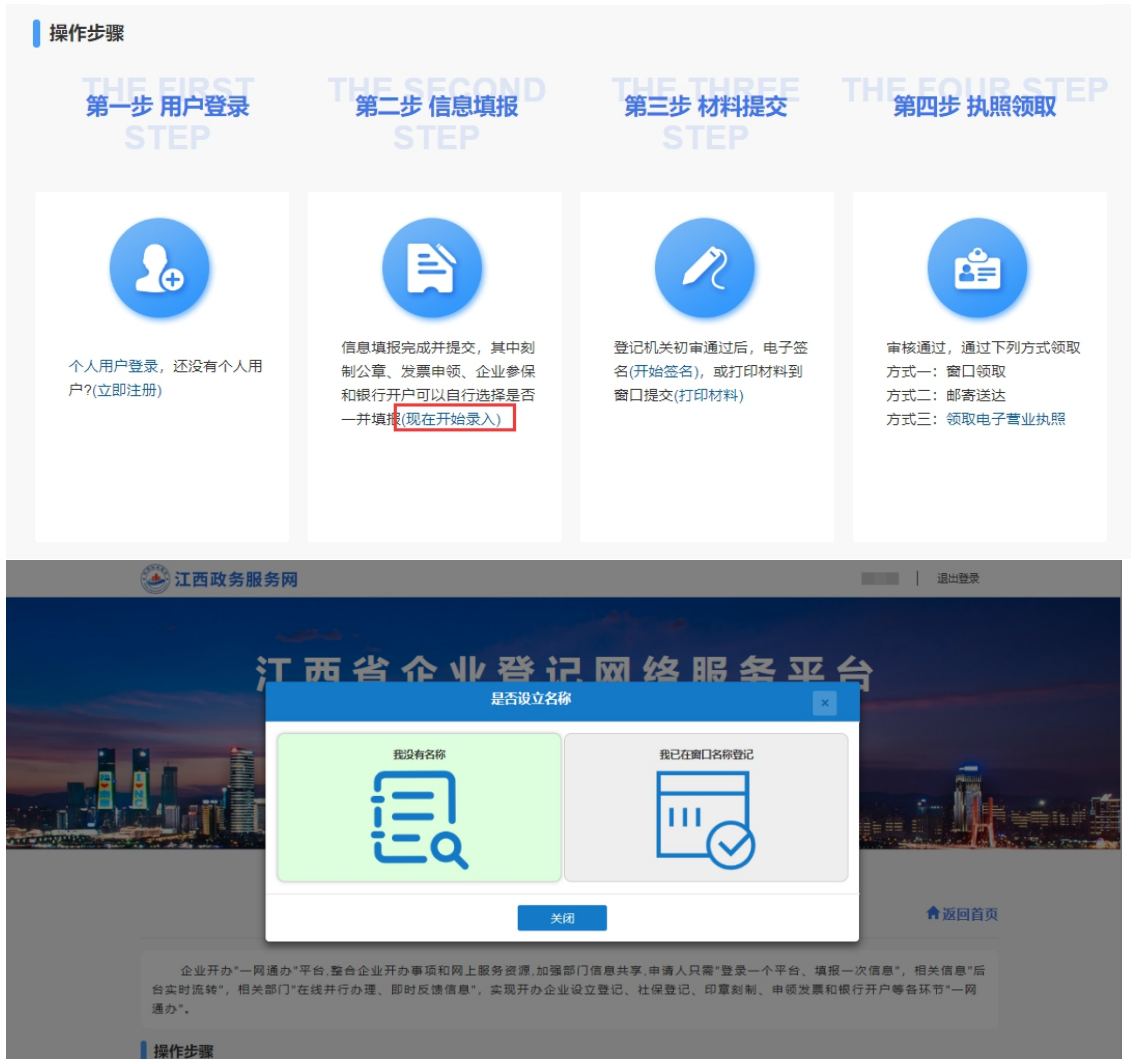 操作步骤
THE FIRST STEP
第一步 用户登录
THE SECOND STEP
第二步 信息填报
THE THREE STEP
第三步 材料提交
THE FOUR STEP
第四步 执照领取
个人用户登录，还没有个人用
户?(立即注册)
信息填报完成并提交，其中刻
制公章、发票申领、企业参保
和银行开户可以自行选择是否
一并填报(现在开始录入)
登记机关初审通过后，电子签
名(开始签名)，或打印材料到
窗口提交(打印材料)
审核通过，通过下列方式领取
方式一：窗口领取
方式二：邮寄送达
方式三：领取电子营业执照
江西政务服务网
退出登录
江西省企业登记网络服务平台
是否设立名称
×
我没有名称
我已在窗口名称登记
关闭
返回首页
企业开办"一网通办"平台,整合企业开办事项和网上服务资源,加强部门信息共享,申请人只需"登录一个平台、填报一次信息"，相关信息"后
台实时流转"，相关部门"在线并行办理、即时反馈信息"，实现开办企业设立登记、社保登记、印章刻制、申领发票和银行开户等各环节"一网
通办"。
操作步骤